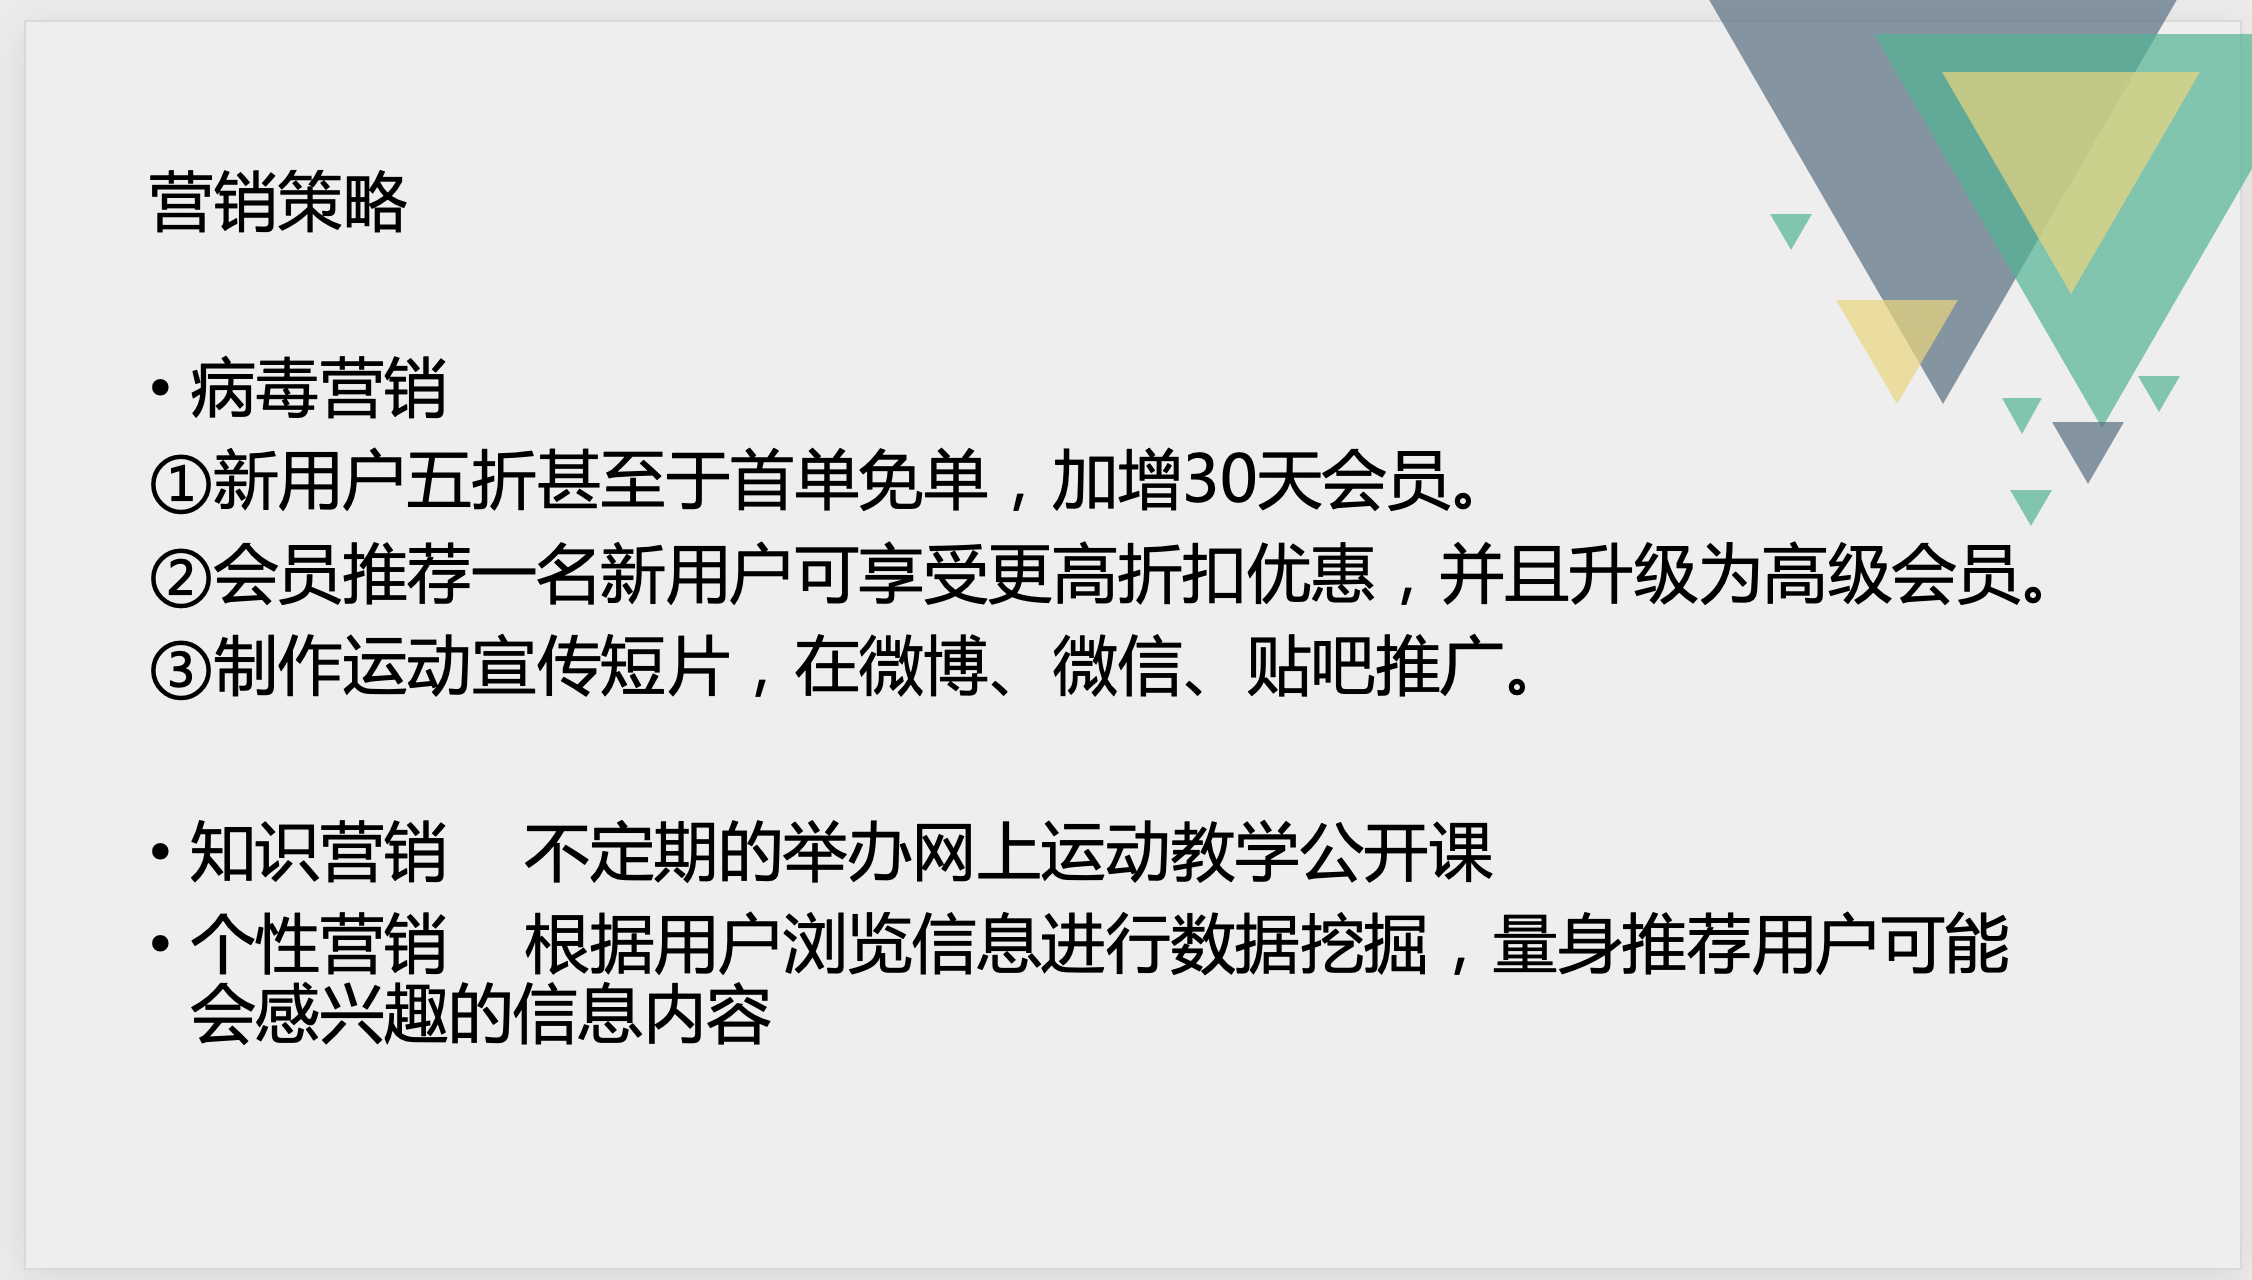 营销策略
• 病毒营销
①新用户五折甚至于首单免单，加增30天会员。
②会员推荐一名新用户可享受更高折扣优惠，并且升级为高级会员。
③制作运动宣传短片，在微博、微信、贴吧推广。
• 知识营销　不定期的举办网上运动教学公开课
• 个性营销　根据用户浏览信息进行数据挖掘，量身推荐用户可能
会感兴趣的信息内容